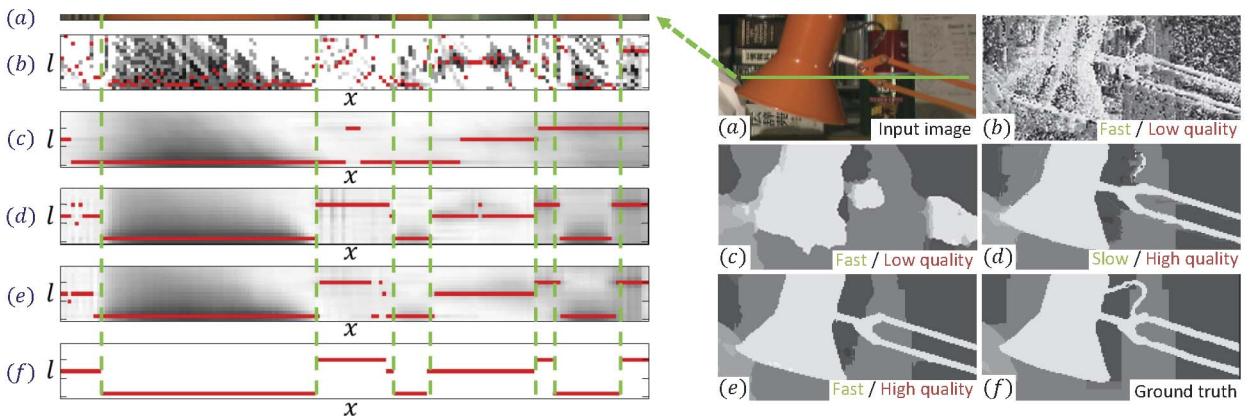 (a)
(b) l
x
(c) l
x
(d) l
x
(e) l
x
(f) l
x
(a) Input image
(b) Fast / Low quality
(c) Fast / Low quality
(d) Slow / High quality
(e) Fast / High quality
(f) Ground truth